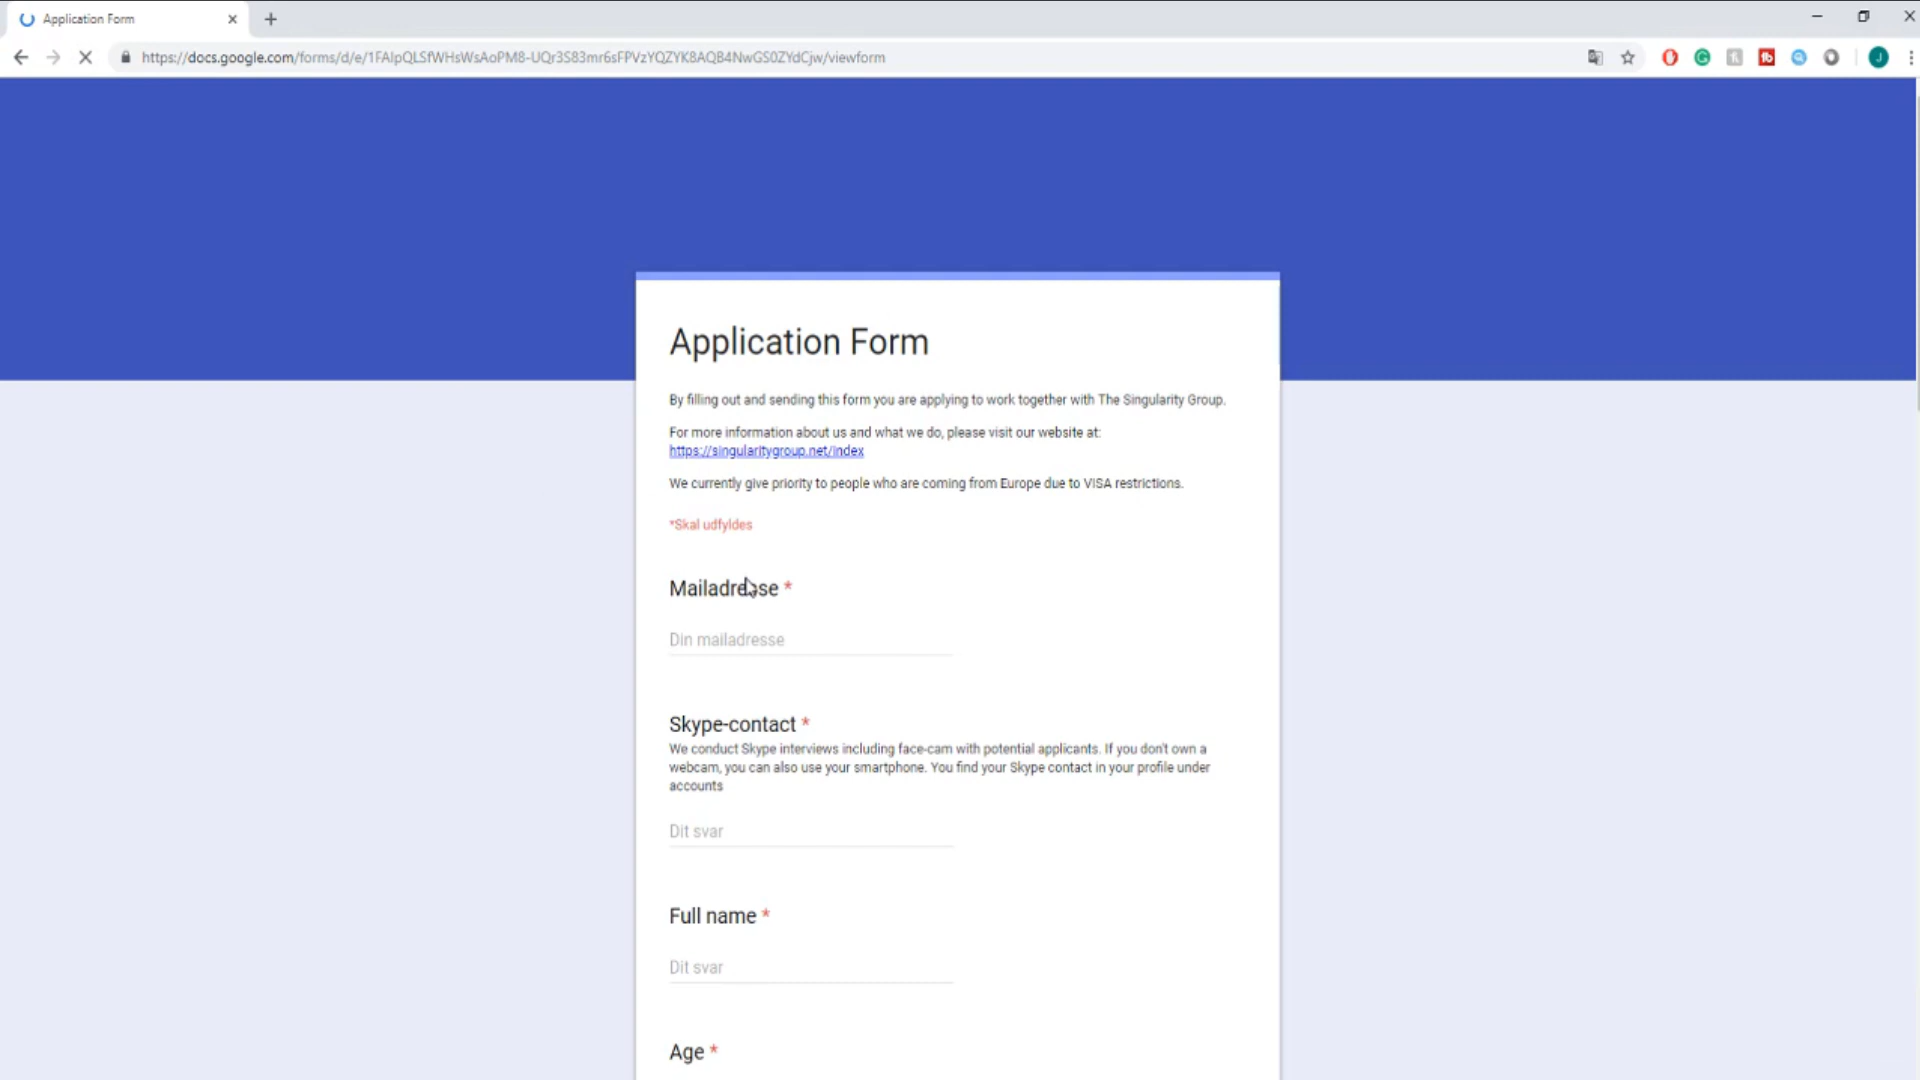 Application Form
https://docs.google.com/forms/d/e/1FAIpQLSfWHsWsAoPM8-UQr3S83mr6sFPVzYQZYK8AQB4NwGS0ZYdCjw/viewform
Application Form
By filling out and sending this form you are applying to work together with The Singularity Group.
For more information about us and what we do, please visit our website at:
https://singularitygroup.net/index
We currently give priority to people who are coming from Europe due to VISA restrictions.
*Skal udfyldes
Mailadresse *
Din mailadresse
Skype-contact *
We conduct Skype interviews including face-cam with potential applicants. If you don't own a
webcam, you can also use your smartphone. You find your Skype contact in your profile under
accounts
Dit svar
Full name *
Dit svar
Age *